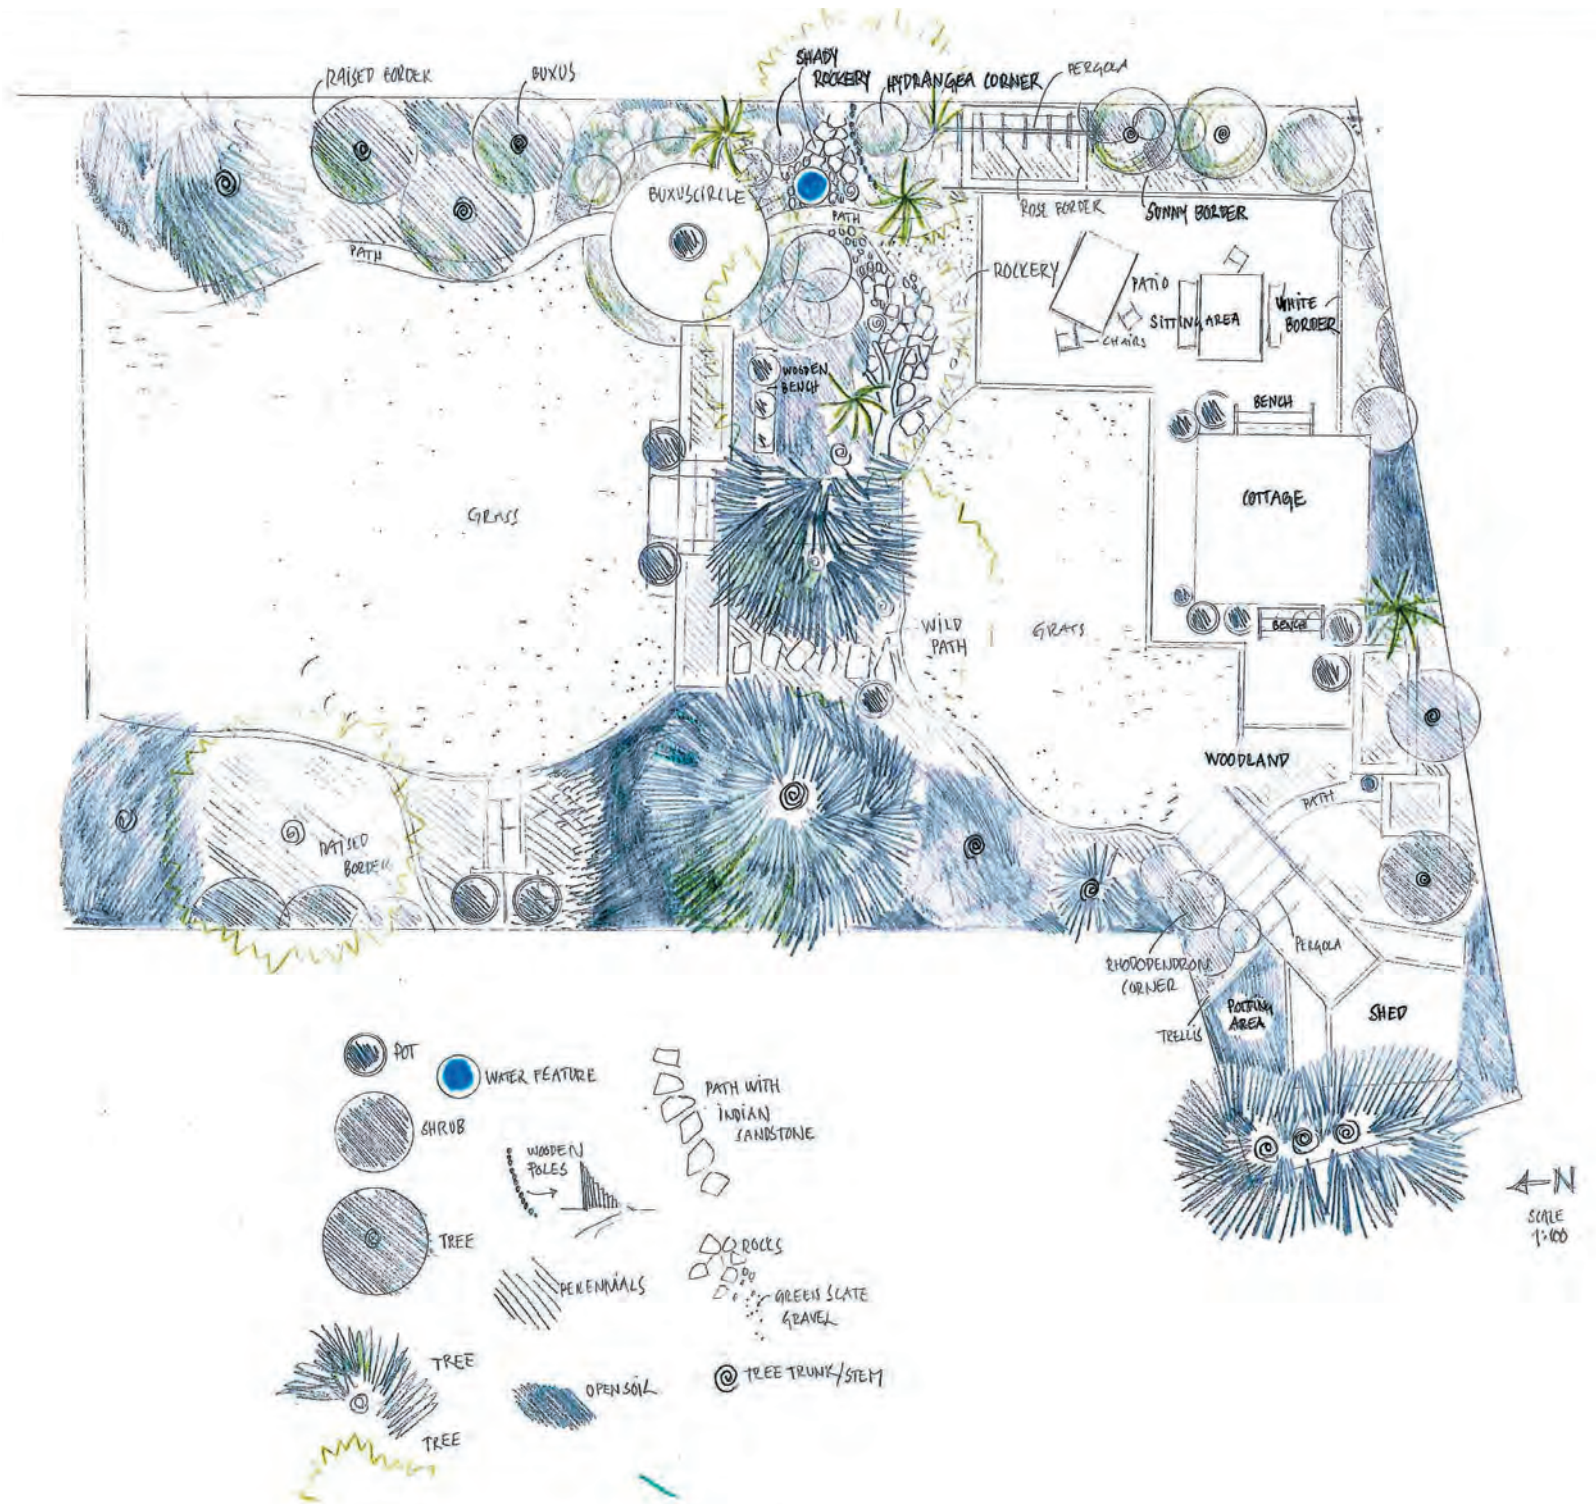 RAISED BORDER
BUXUS
SHADY
ROCKERY
HYDRANGEA CORNER
PERGOLA
BUXUSCIRCLE
PATH
ROSE BORDER
SUNNY BORDER
PATH
ROCKERY
PATIO
SITTING AREA
WHITE
BORDER
CHAIRS
WOODEN
BENCH
BENCH
COTTAGE
GRASS
WILD
PATH
GRASS
BENCH
WOODLAND
PATH
RAISED
BORDER
PERGOLA
RHODODENDRON
CORNER
TRELLIS
POTTING
AREA
SHED
POT
WATER FEATURE
PATH WITH
INDIAN
SANDSTONE
SHRUB
WOODEN
POLES
N
SCALE
1:100
TREE
ROCKS
PERENNIALS
GREEN SLATE
GRAVEL
TREE
TREE TRUNK/STEM
OPEN SOIL
TREE